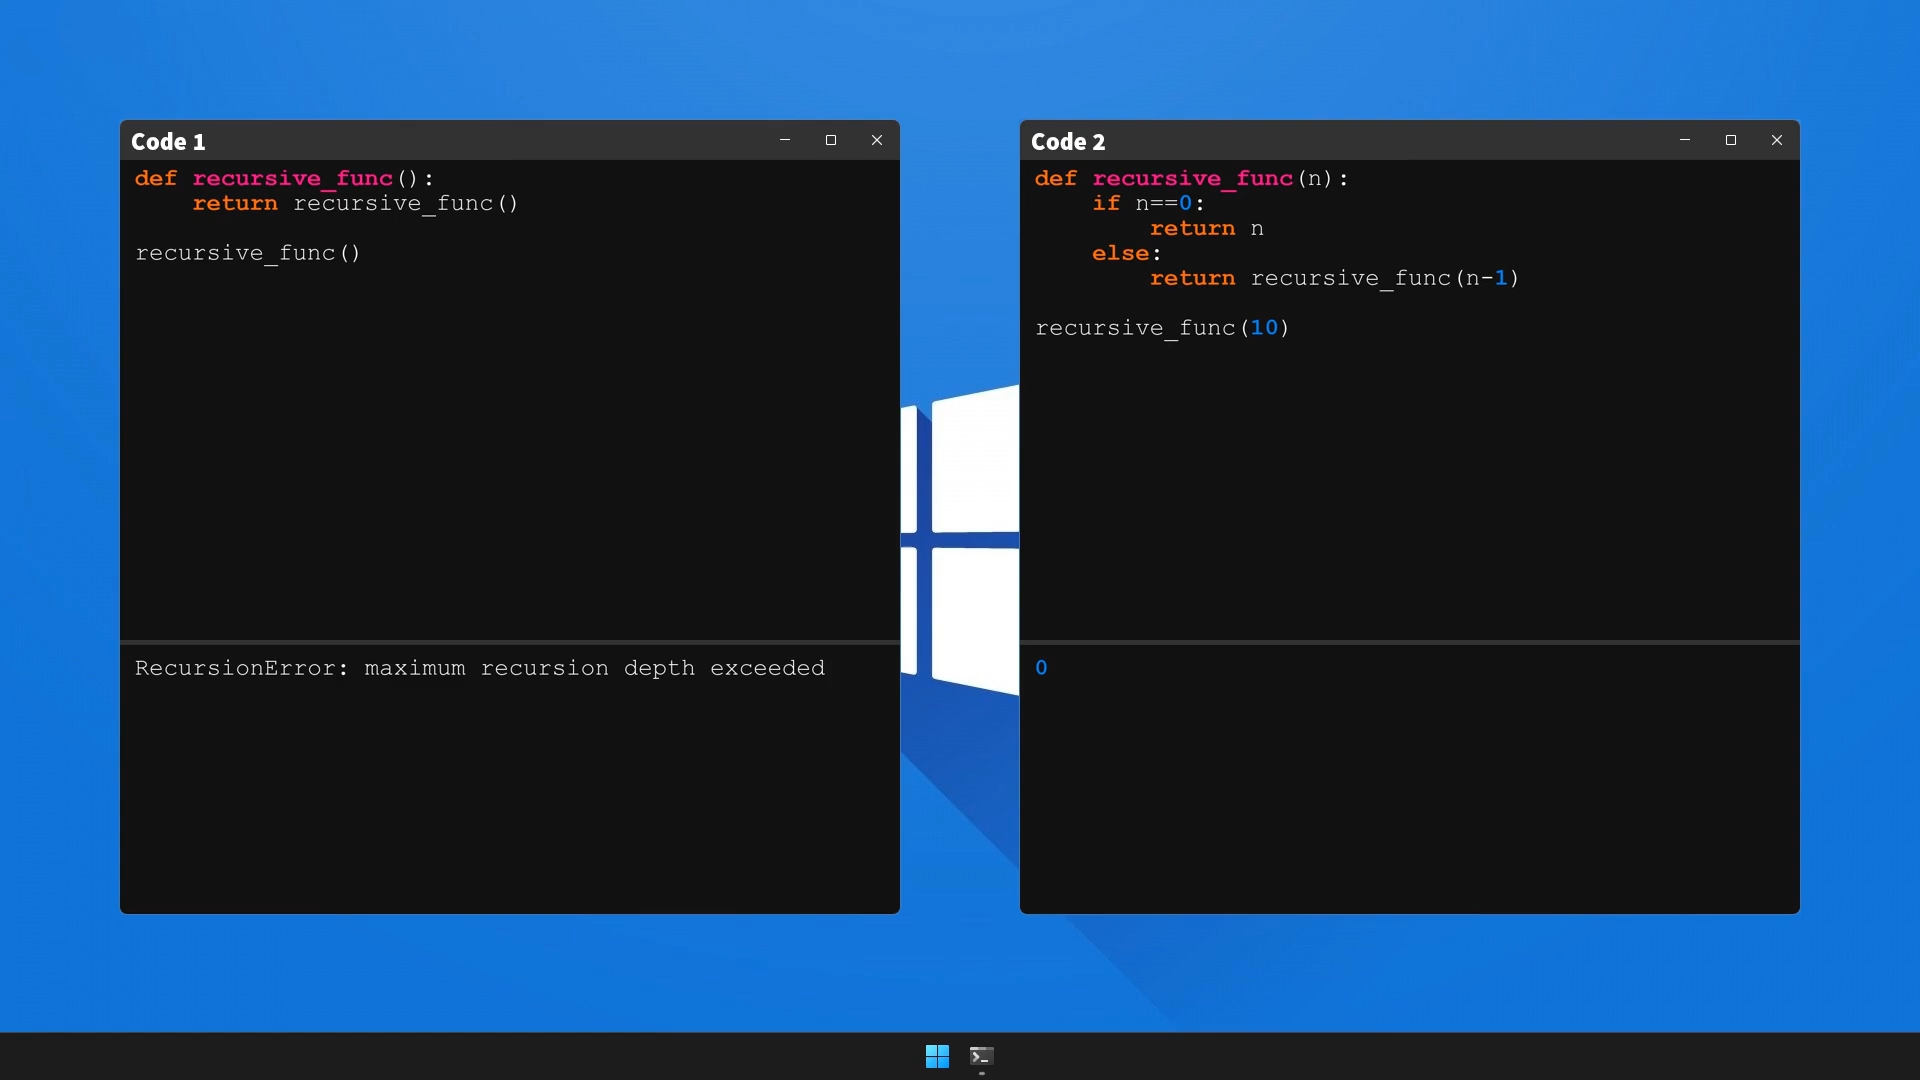 Code 1
def recursive_func():
    return recursive_func()

recursive_func()
RecursionError: maximum recursion depth exceeded
Code 2
def recursive_func(n):
    if n==0:
        return n
    else:
        return recursive_func(n-1)

recursive_func(10)
0